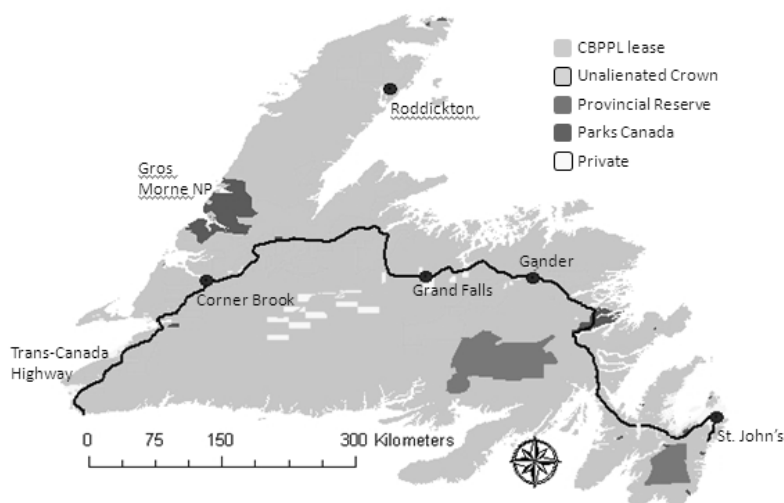 CBPPL lease
Unalienated Crown
Provincial Reserve
Parks Canada
Private
Roddickton
Gros
Morne NP
Gander
Corner Brook
Grand Falls
Trans-Canada
Highway
St. John's
0 75 150 300 Kilometers